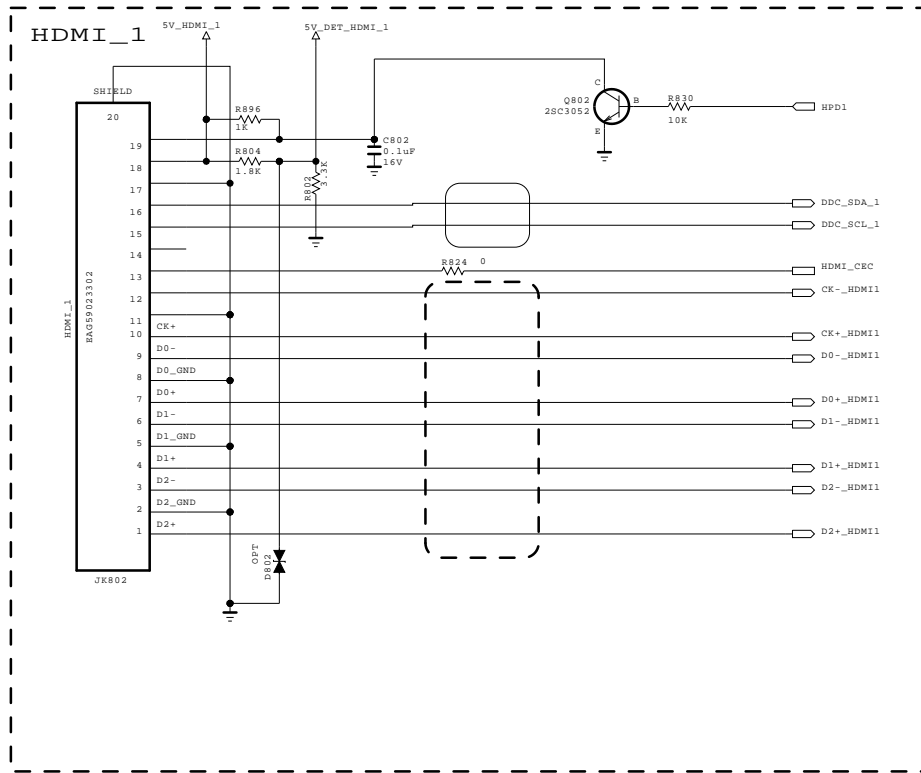 HDMI_1
5V_HDMI_1
5V_DET_HDMI_1
SHIELD
20
R896
1K
C
Q802
2SC3052
B
E
R830
10K
HPD1
19
C802
0.1uF
16V
R804
1.8K
18
R802
3.3K
17
16
DDC_SDA_1
15
DDC_SCL_1
14
R824 0
13
HDMI_CEC
12
CK-_HDMI1
11
CK+
10
CK+_HDMI1
D0-
9
D0-_HDMI1
D0_GND
8
D0+
7
D0+_HDMI1
D1-
6
D1-_HDMI1
D1_GND
5
D1+
4
D1+_HDMI1
D2-
3
D2-_HDMI1
D2_GND
2
D2+
1
D2+_HDMI1
HDMI_1
EAG59023302
OPT
D802
JK802